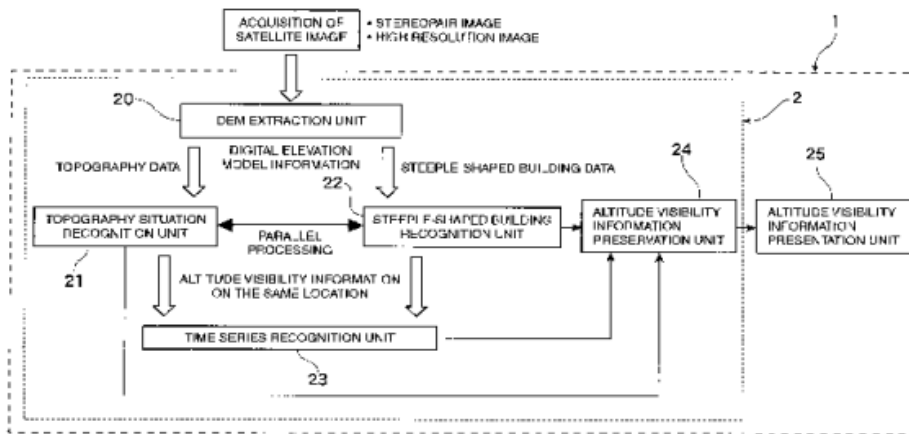 ACQUISITION OF
SATELLITE IMAGE
• STEREOPAIR IMAGE
• HIGH RESOLUTION IMAGE
1
2
20
DEM EXTRACTION UNIT
DIGITAL ELEVATION
MODEL INFORMATION
TOPOGRAPHY DATA
STEEPLE SHAPED BUILDING DATA
22
24
25
TOPOGRAPHY SITUATION
RECOGNITION UNIT
21
PARALLEL
PROCESSING
STEEPLE-SHAPED BUILDING
RECOGNITION UNIT
ALTITUDE VISIBILITY
INFORMATION
PRESERVATION UNIT
ALTITUDE VISIBILITY
INFORMATION
PRESENTATION UNIT
ALTITUDE VISIBILITY INFORMATION
ON THE SAME LOCATION
TIME SERIES RECOGNITION UNIT
23